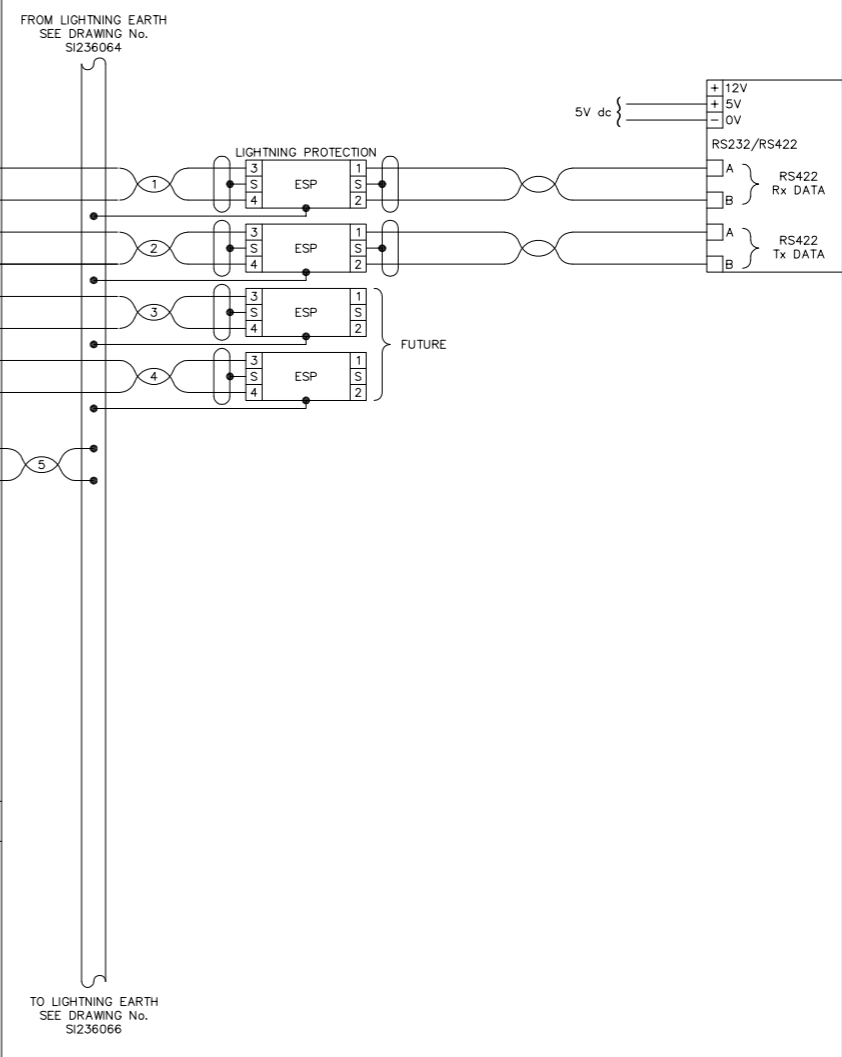 FROM LIGHTNING EARTH
SEE DRAWING No.
SI236064
+ 12V
5V dc + 5V
− 0V
RS232/RS422
LIGHTNING PROTECTION
3 1 A
1 S ESP S RS422
Rx DATA
4 2 B
3 1 A
2 S ESP S RS422
Tx DATA
4 2 B
3 1
3 S ESP S
4 2
FUTURE
3 1
4 S ESP S
4 2
5
TO LIGHTNING EARTH
SEE DRAWING No.
SI236066